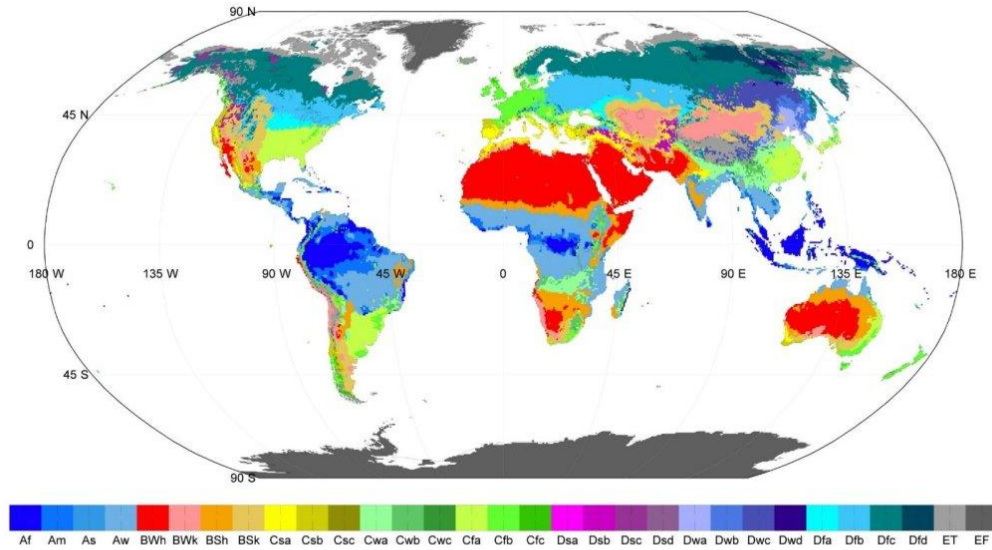 90 N
45 N
0
180 W 135 W 90 W 45 W 0 45 E 90 E 135 E 180 E
45 S
90 S
Af Am As Aw BWh BWk BSh BSk Csa Csb Csc Cwa Cwb Cwc Cfa Cfb Cfc Dsa Dsb Dsc Dsd Dwa Dwb Dwc Dwd Dfa Dfb Dfc Dfd ET EF